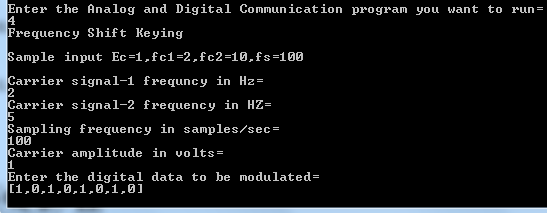 Enter the Analog and Digital Communication program you want to run=
4
Frequency Shift Keying
Sample input Ec=1,fc1=2,fc2=10,fs=100
Carrier signal-1 frequncy in Hz=
2
Carrier signal-2 frequency in HZ=
5
Sampling frequency in samples/sec=
100
Carrier amplitude in volts=
1
Enter the digital data to be modulated=
[1,0,1,0,1,0,1,0]